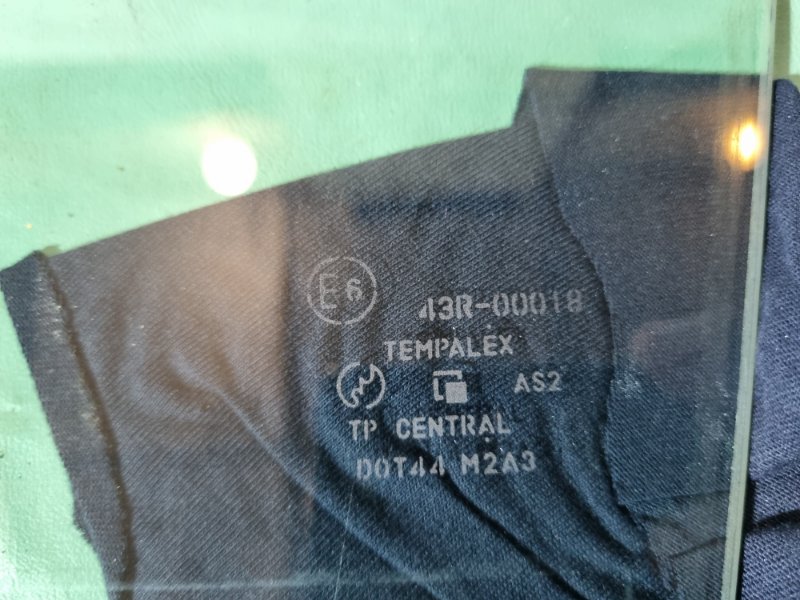 E6 43R-00018
TEMPALEX
AS2
TP CENTRAL
DOT44 M2A3